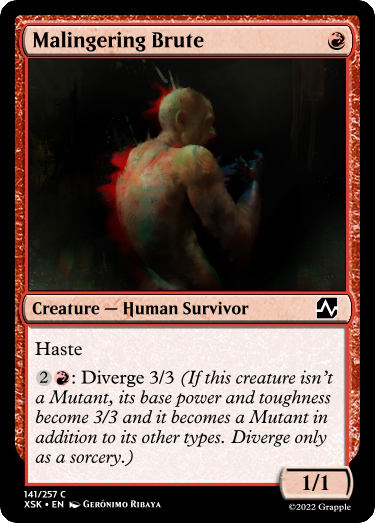 Malingering Brute
Creature — Human Survivor
Haste
2 R: Diverge 3/3 (If this creature isn't
a Mutant, its base power and toughness
become 3/3 and it becomes a Mutant in
addition to its other types. Diverge only
as a sorcery.)
1/1
141/257 C
XSK • EN Gerónimo Ribaya
©2022 Grapple